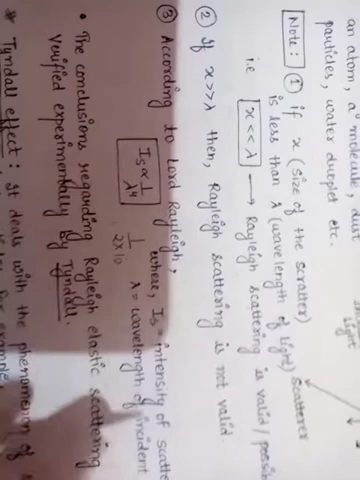 an atom, a molecule, dust
particles, water droplet etc.
Light
Scatterer
Note: ① if x (size of the scratter)
is less than λ (wavelength of light)
i.e x << λ → Rayleigh scattering is valid/possib
② If x>>λ then, Rayleigh scattering is not valid.
③ According to Lord Rayleigh,
Is ∝ 1/λ⁴
where, Is = intensity of scatte
λ = wavelength of incident
• The conclusions regarding Rayleigh elastic scattering
verified experimentally by Tyndall.
* Tyndall effect: It deals with the phenomenon of